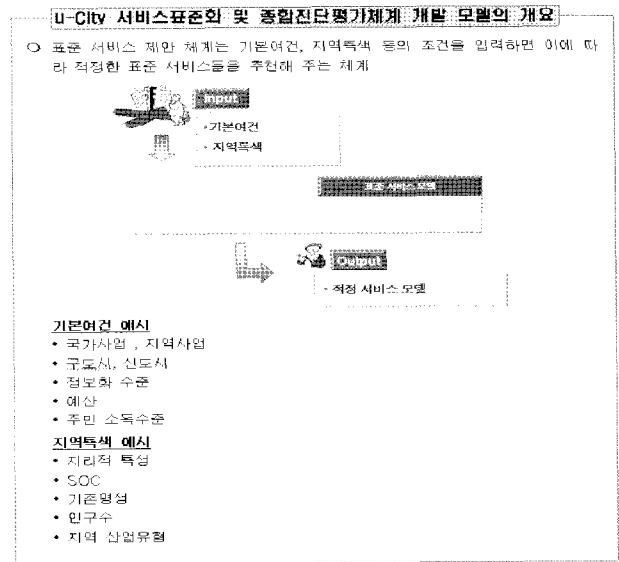 u-City 서비스표준화 및 종합진단평가체계 개발 모델의 개요
○ 표준 서비스 제안 체계는 기본여건, 지역특색 등의 조건을 입력하면 이에 따
라 적정한 표준 서비스들을 추천해 주는 체계
Input
• 기본여건
• 지역특색
표준 서비스 모델
Output
• 적정 서비스 모델
기본여건 예시
• 국가사업 , 지역사업
• 구도시, 신도시
• 정보화 수준
• 예산
• 주민 소득수준
지역특색 예시
• 지리적 특성
• SOC
• 기존명성
• 인구수
• 지역 산업유형